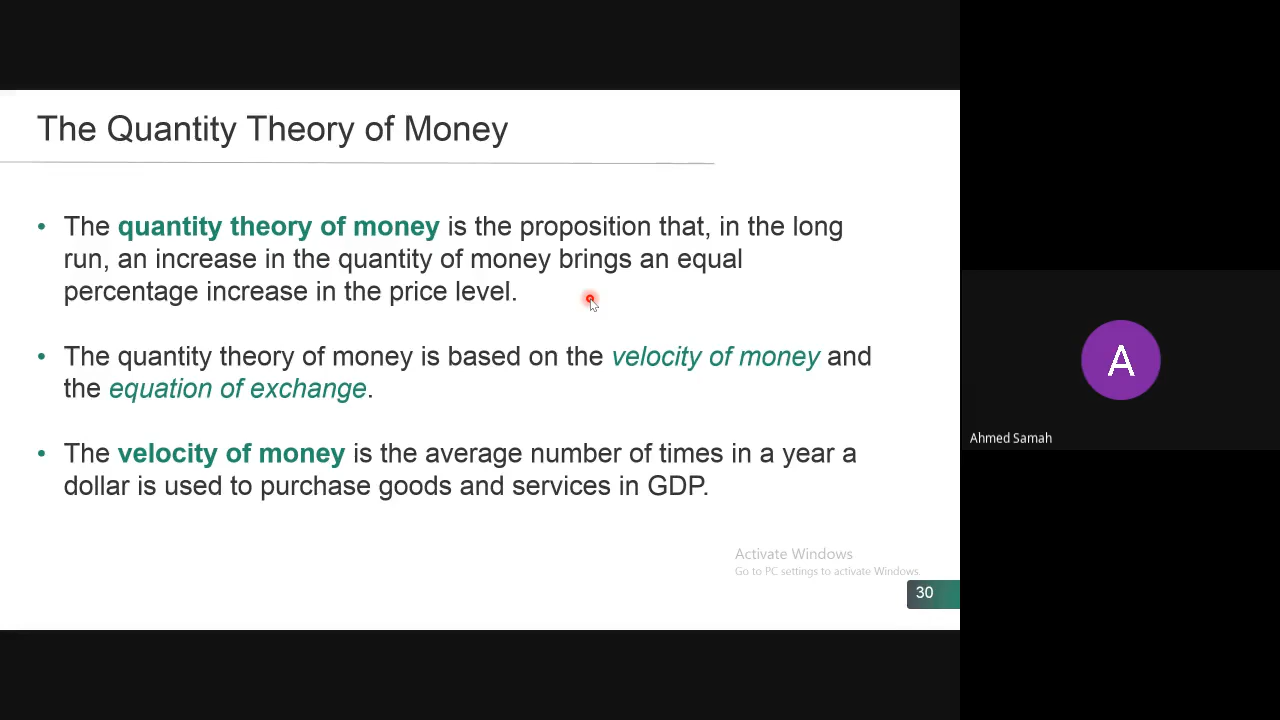 The Quantity Theory of Money
• The quantity theory of money is the proposition that, in the long
run, an increase in the quantity of money brings an equal
percentage increase in the price level.
• The quantity theory of money is based on the velocity of money and
the equation of exchange.
• The velocity of money is the average number of times in a year a
dollar is used to purchase goods and services in GDP.
Activate Windows
Go to PC settings to activate Windows.
30
A
Ahmed Samah